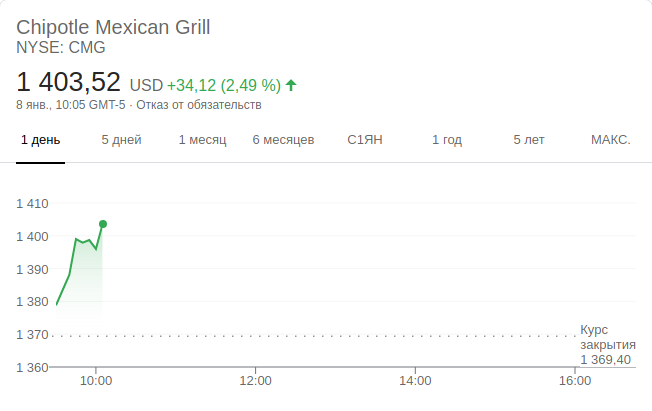 Chipotle Mexican Grill
NYSE: CMG
1 403,52 USD +34,12 (2,49 %)
8 янв., 10:05 GMT-5 · Отказ от обязательств
1 день 5 дней 1 месяц 6 месяцев С1ЯН 1 год 5 лет МАКС.
1 410
1 400
1 390
1 380
1 370
1 360
Курс
закрытия
1 369,40
10:00 12:00 14:00 16:00